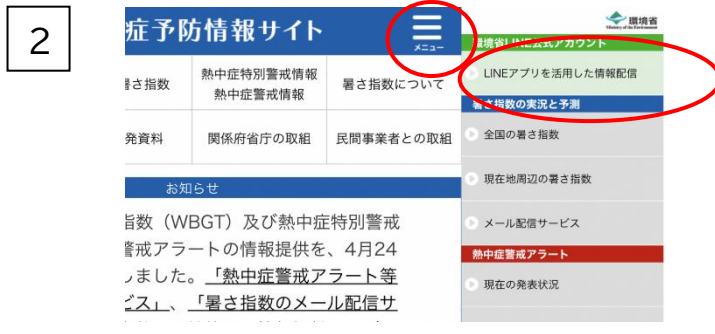 2
症予防情報サイト
メニュー
暑さ指数
熱中症特別警戒情報
熱中症警戒情報
暑さ指数について
発資料
関係府省庁の取組
民間事業者との取組
お知らせ
指数（WBGT）及び熱中症特別警戒
警戒アラートの情報提供を、4月24
しました。「熱中症警戒アラート等
ビス」、「暑さ指数のメール配信サ
環境省
Ministry of the Environment
環境省LINE公式アカウント
LINEアプリを活用した情報配信
暑さ指数の実況と予測
全国の暑さ指数
現在地周辺の暑さ指数
メール配信サービス
熱中症警戒アラート
現在の発表状況